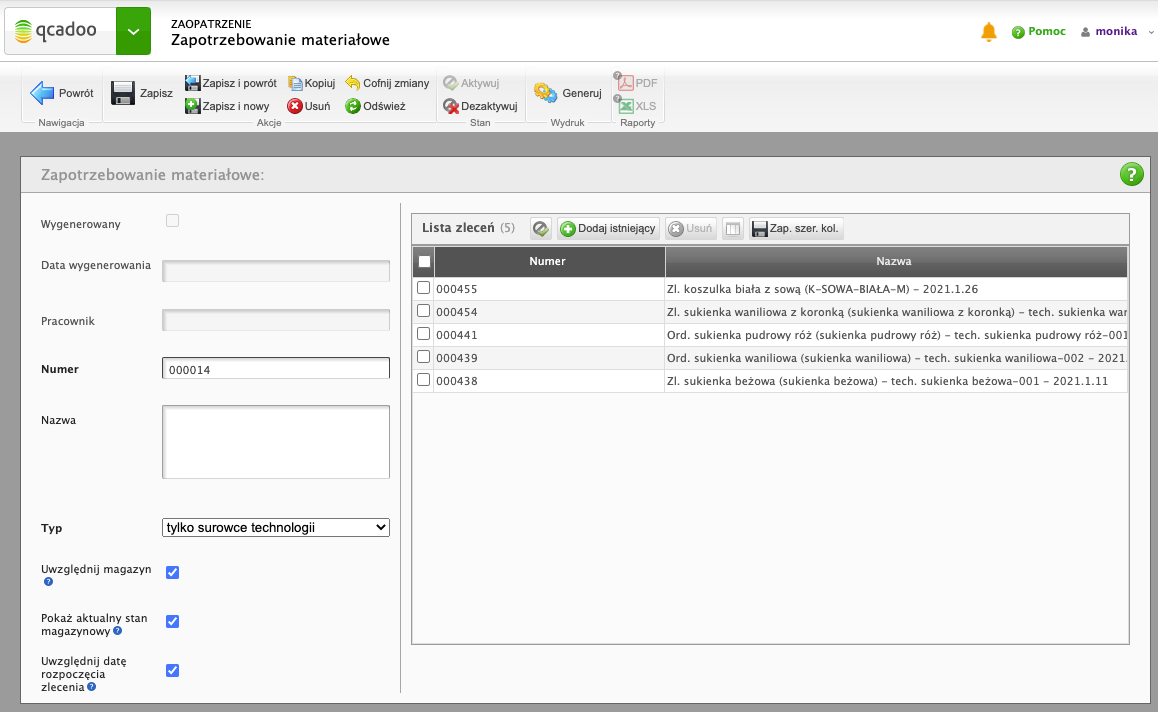 qcadoo
ZAOPATRZENIE
Zapotrzebowanie materiałowe
Pomoc
monika
Powrót
Nawigacja
Zapisz
Zapisz i powrót
Kopiuj
Cofnij zmiany
Zapisz i nowy
Usuń
Odśwież
Akcje
Aktywuj
Dezaktywuj
Stan
Generuj
Wydruk
PDF
XLS
Raporty
Zapotrzebowanie materiałowe:
Wygenerowany
Data wygenerowania
Pracownik
Numer
000014
Nazwa
Typ
tylko surowce technologii
Uwzględnij magazyn
Pokaż aktualny stan
magazynowy
Uwzględnij datę
rozpoczęcia
zlecenia
Lista zleceń (5)
Dodaj istniejący
Usuń
Zap. szer. kol.
Numer Nazwa
000455 Zl. koszulka biała z sową (K-SOWA-BIAŁA-M) - 2021.1.26
000454 Zl. sukienka waniliowa z koronką (sukienka waniliowa z koronką) - tech. sukienka war
000441 Ord. sukienka pudrowy róż (sukienka pudrowy róż) - tech. sukienka pudrowy róż-001
000439 Ord. sukienka waniliowa (sukienka waniliowa) - tech. sukienka waniliowa-002 - 2021.
000438 Zl. sukienka beżowa (sukienka beżowa) - tech. sukienka beżowa-001 - 2021.1.11